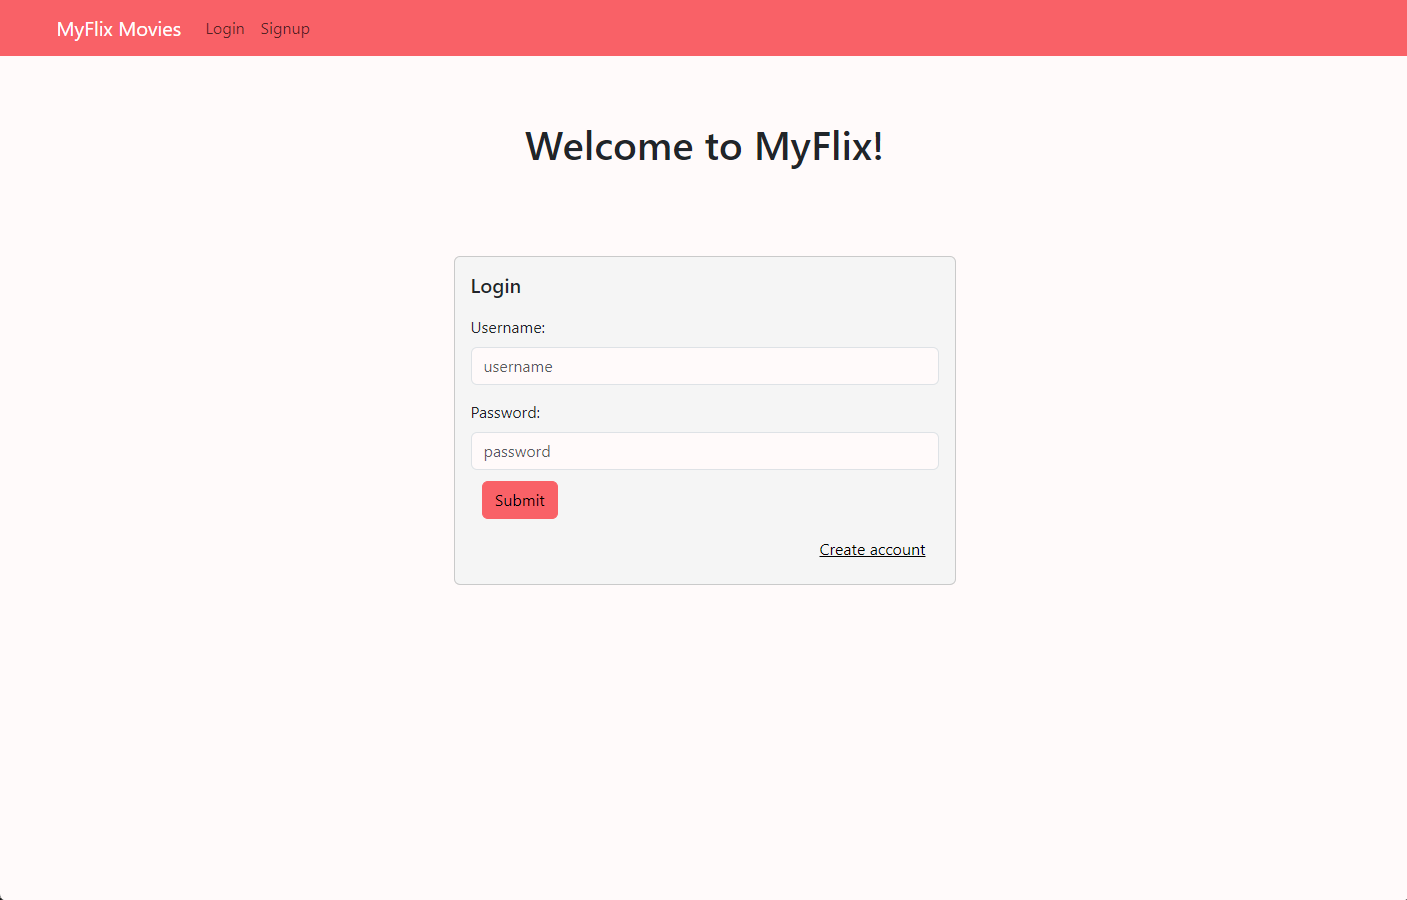 MyFlix Movies Login Signup
Welcome to MyFlix!
Login
Username:
username
Password:
password
Submit
Create account